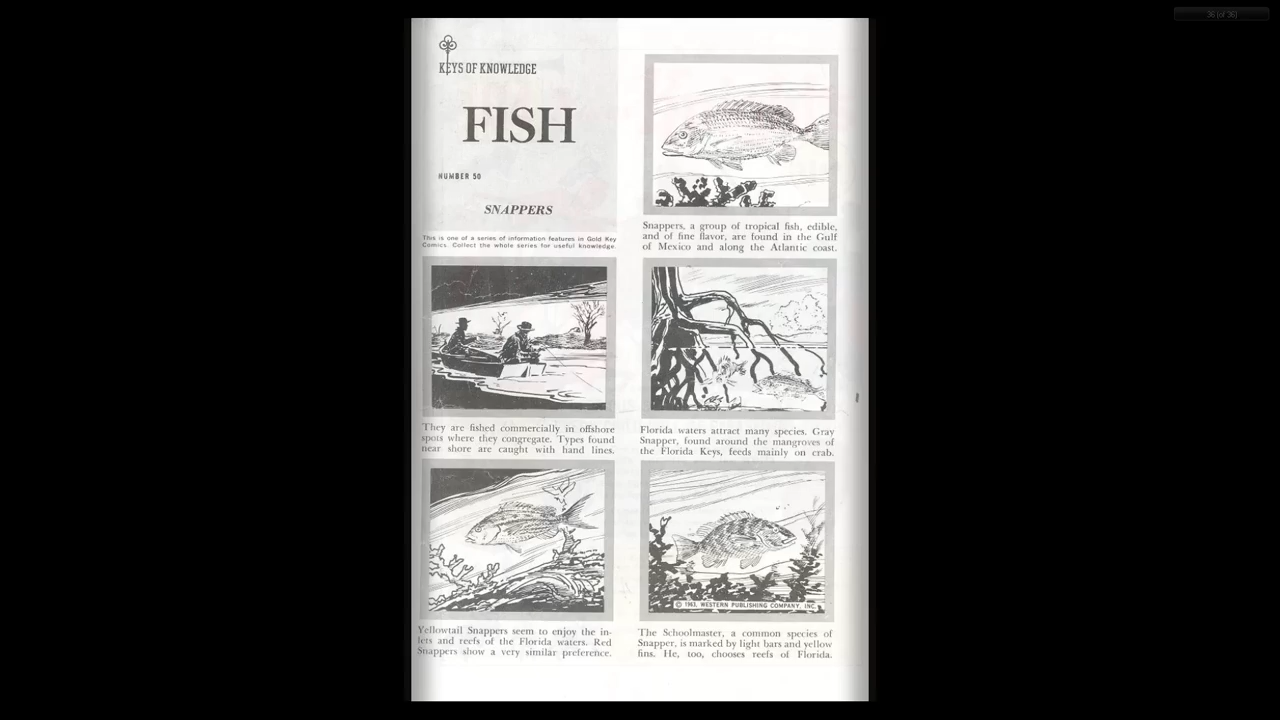 36 [of 36]
KEYS OF KNOWLEDGE
FISH
NUMBER 50
SNAPPERS
This is one of a series of information features in Gold Key
Comics. Collect the whole series for useful knowledge.
Snappers, a group of tropical fish, edible,
and of fine flavor, are found in the Gulf
of Mexico and along the Atlantic coast.
They are fished commercially in offshore
spots where they congregate. Types found
near shore are caught with hand lines.
Florida waters attract many species. Gray
Snapper, found around the mangroves of
the Florida Keys, feeds mainly on crab.
Yellowtail Snappers seem to enjoy the in-
lets and reefs of the Florida waters. Red
Snappers show a very similar preference.
© 1963, WESTERN PUBLISHING COMPANY, INC.
The Schoolmaster, a common species of
Snapper, is marked by light bars and yellow
fins. He, too, chooses reefs of Florida.